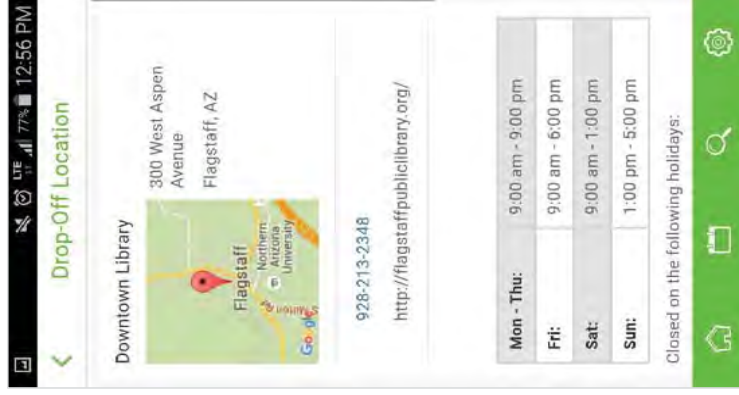 LTE 77% 12:56 PM
Drop-Off Location
Downtown Library
300 West Aspen
Avenue
Flagstaff, AZ
Flagstaff
Northern
Arizona
University
Google
928-213-2348
http://flagstaffpubliclibrary.org/
Mon - Thu: 9:00 am - 9:00 pm
Fri: 9:00 am - 6:00 pm
Sat: 9:00 am - 1:00 pm
Sun: 1:00 pm - 5:00 pm
Closed on the following holidays: